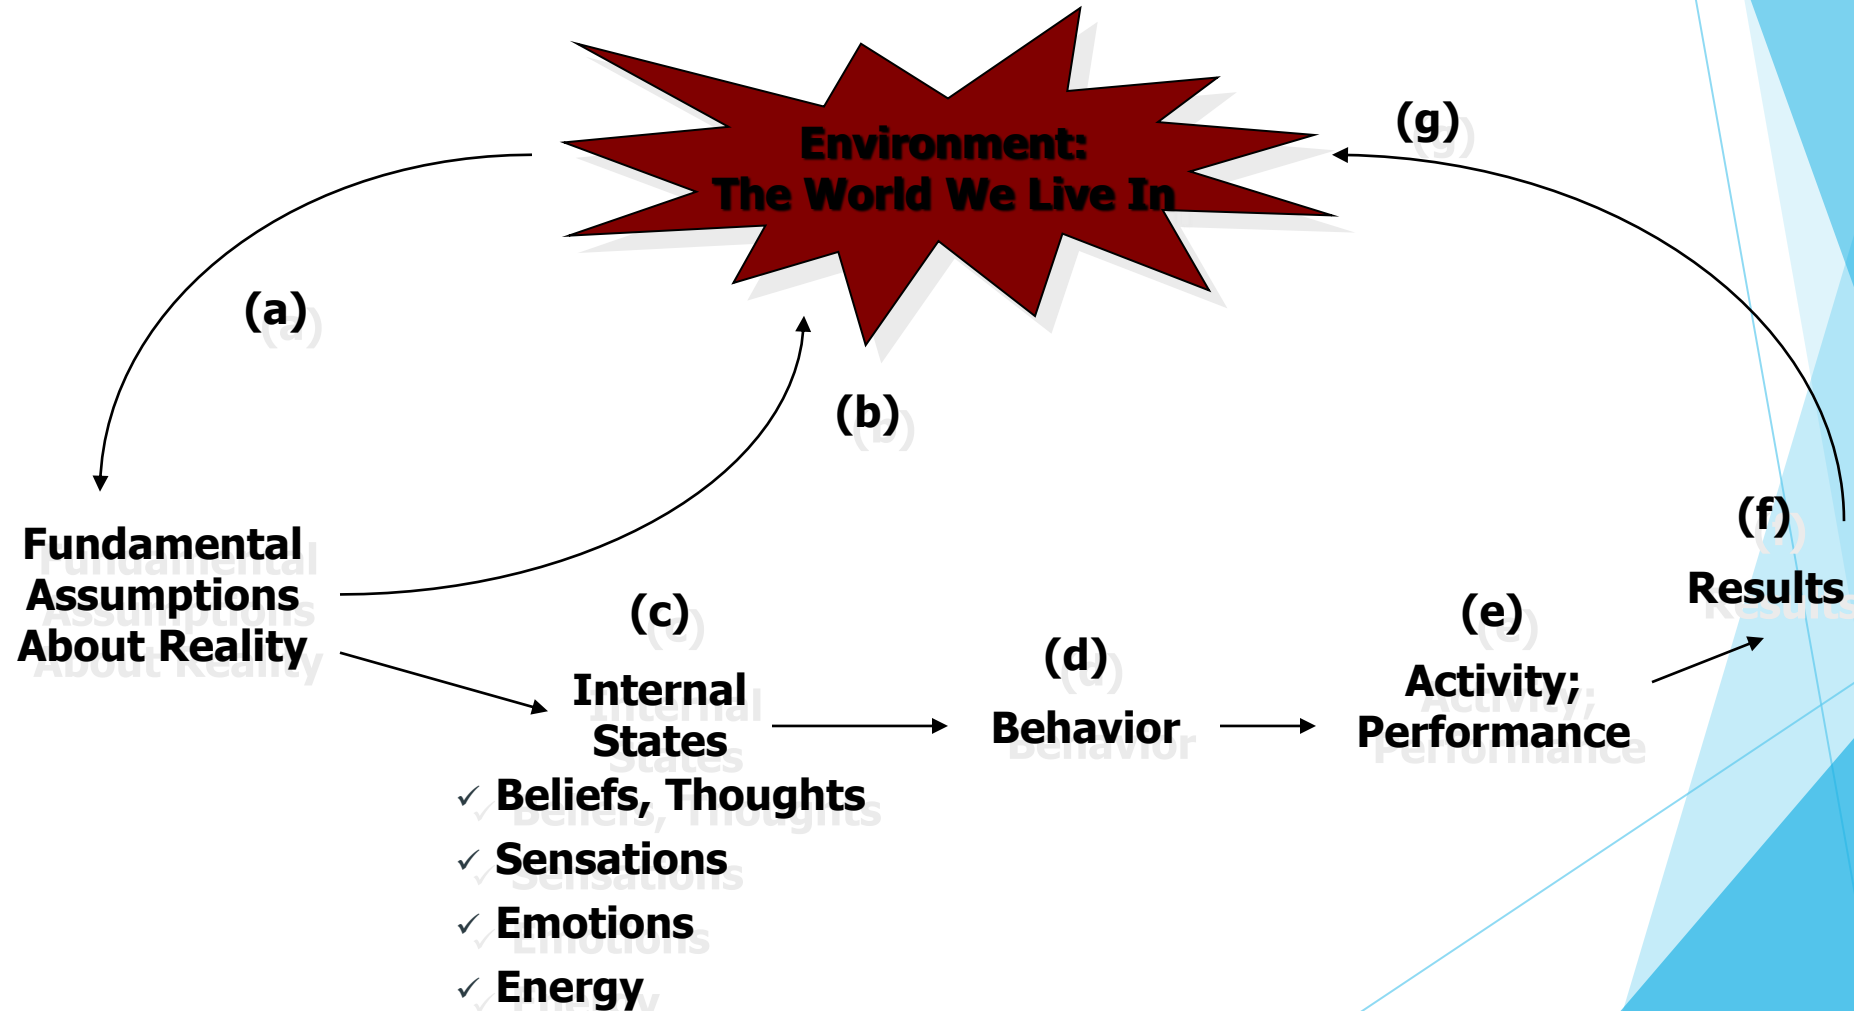 Environment:
The World We Live In
(g)
(a)
(b)
Fundamental
Assumptions
About Reality
(c)
Internal
States
✓ Beliefs, Thoughts
✓ Sensations
✓ Emotions
✓ Energy
(d)
Behavior
(e)
Activity;
Performance
(f)
Results